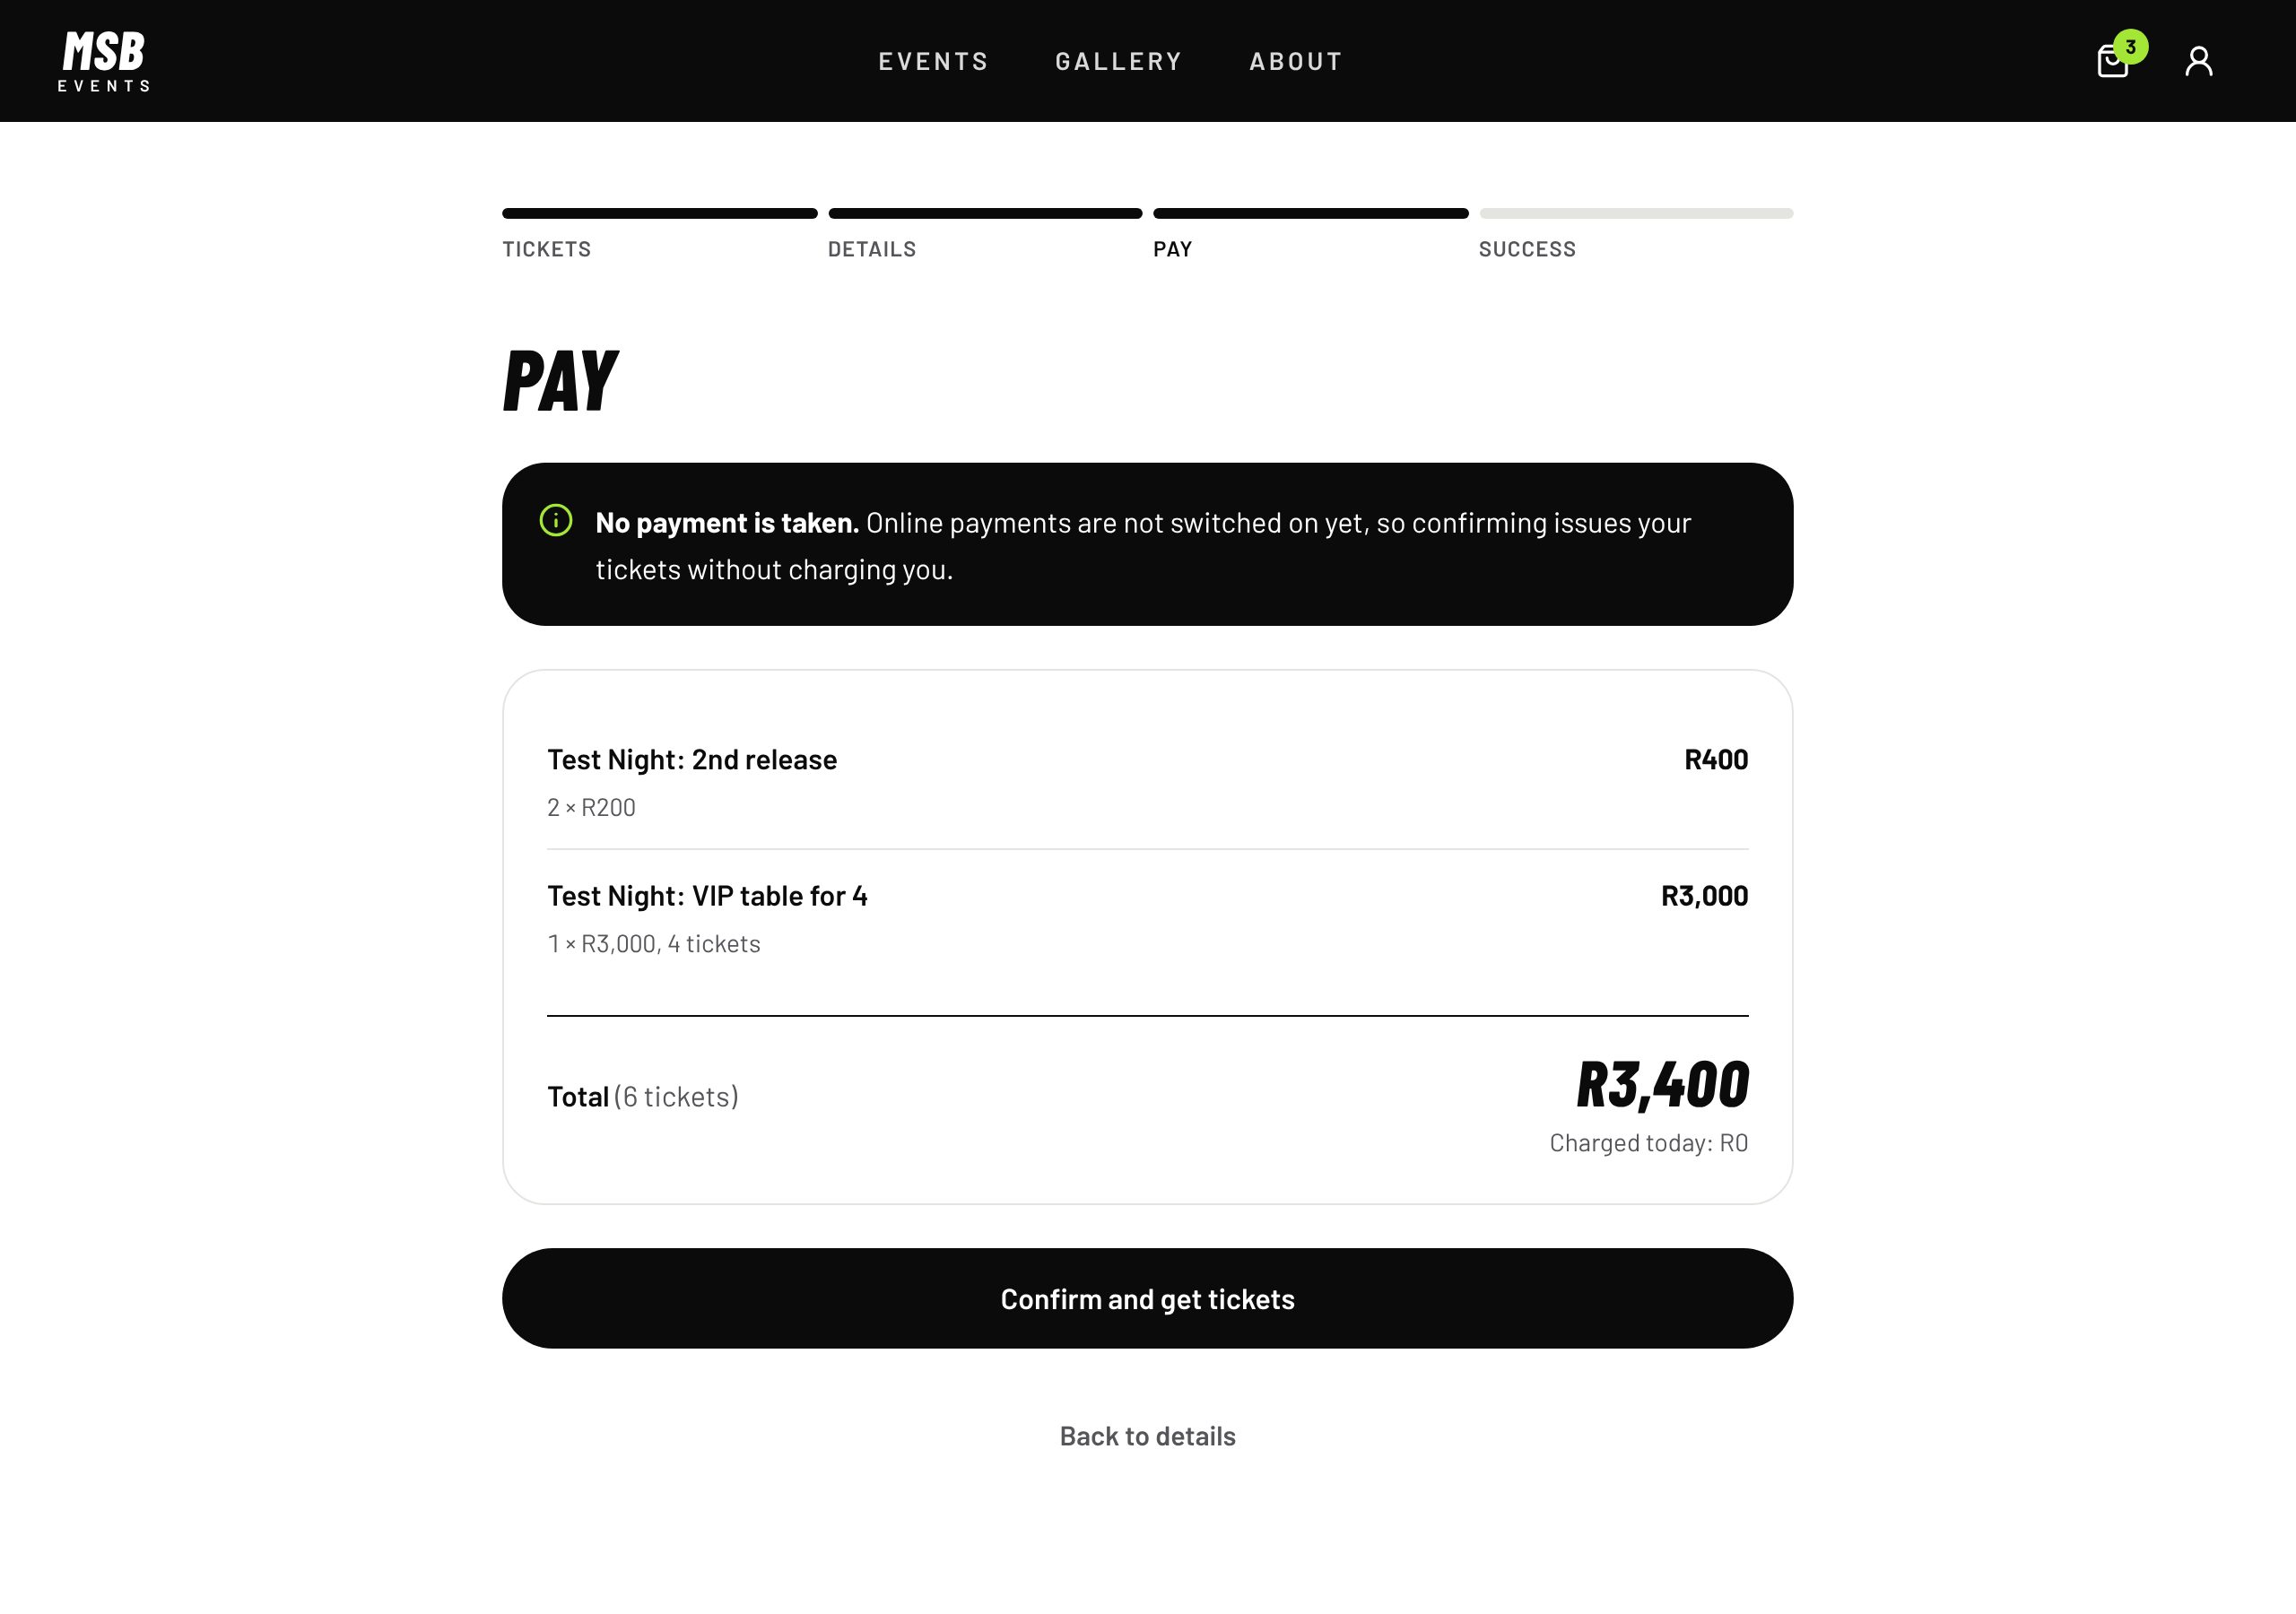 MSB
EVENTS
EVENTS GALLERY ABOUT
3
TICKETS DETAILS PAY SUCCESS
PAY
No payment is taken. Online payments are not switched on yet, so confirming issues your
tickets without charging you.
Test Night: 2nd release R400
2 × R200
Test Night: VIP table for 4 R3,000
1 × R3,000, 4 tickets
Total (6 tickets) R3,400
Charged today: R0
Confirm and get tickets
Back to details